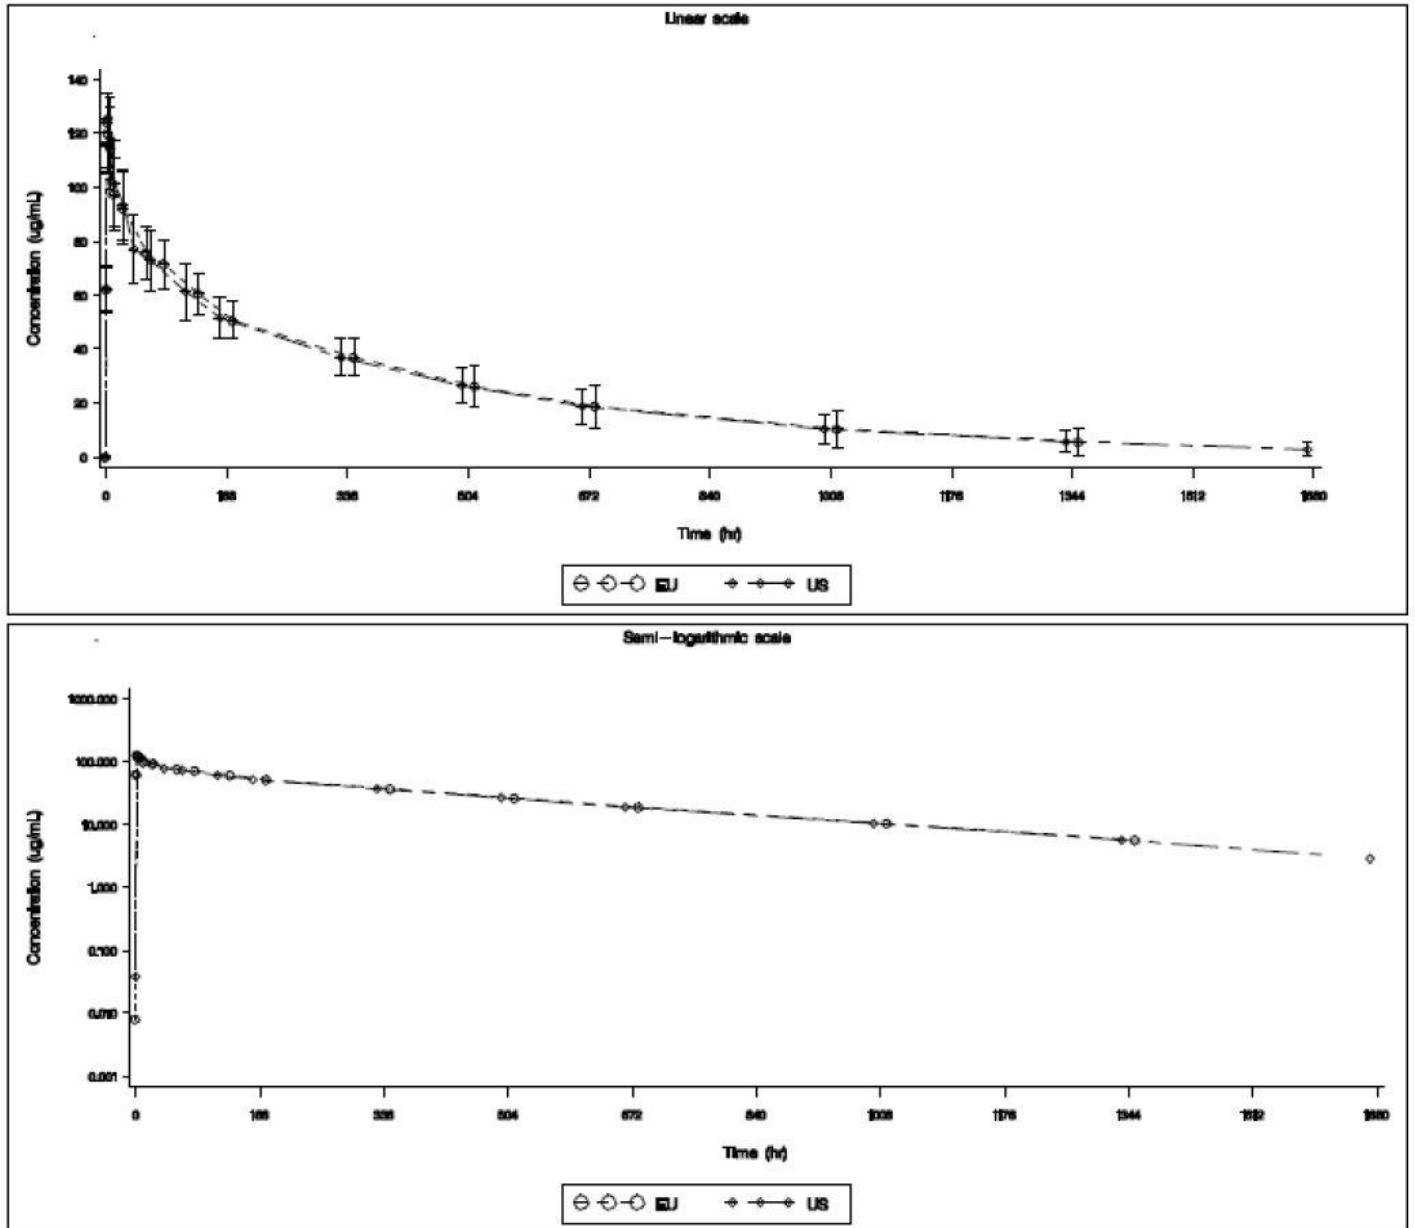 Linear scale
140
120
100
80
60
40
20
0
Concentration (ug/mL)
0 168 336 504 672 840 1008 1176 1344 1512 1680
Time (hr)
EU US
Semi-logarithmic scale
1000.000
100.000
10.000
1.000
0.100
0.010
0.001
Concentration (ug/mL)
0 168 336 504 672 840 1008 1176 1344 1512 1680
Time (hr)
EU US